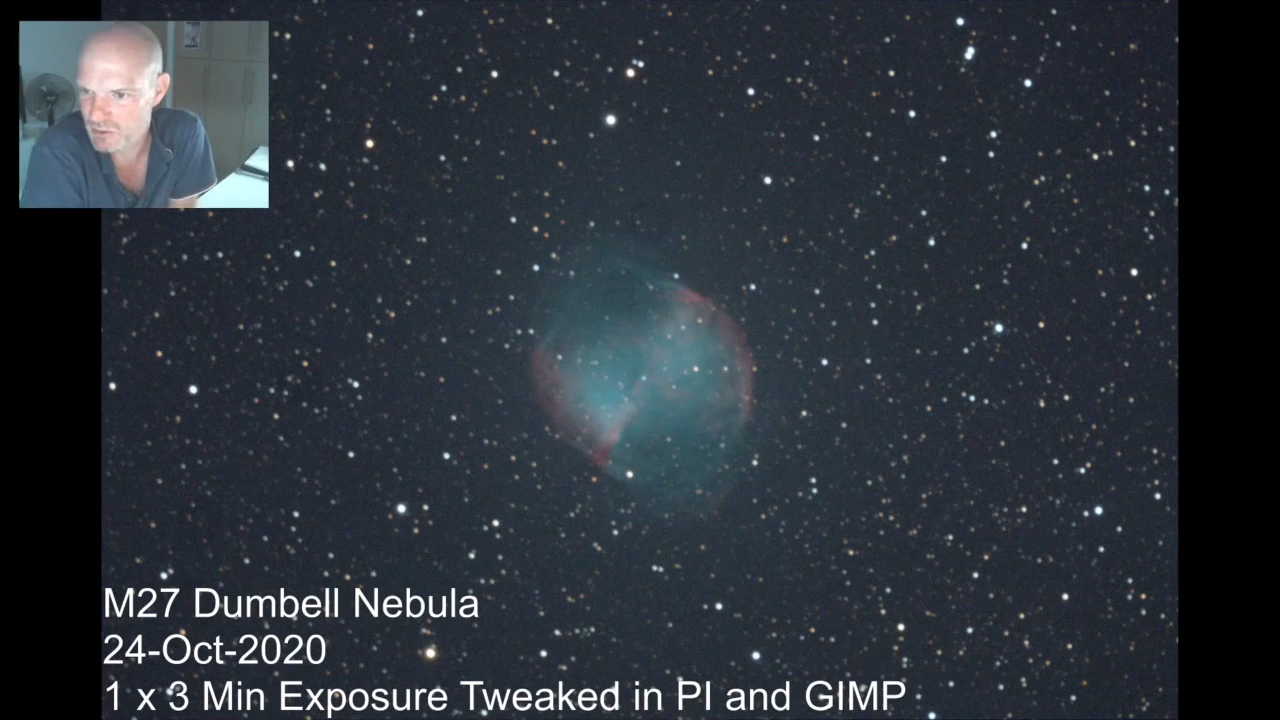 M27 Dumbell Nebula
24-Oct-2020
1 x 3 Min Exposure Tweaked in PI and GIMP